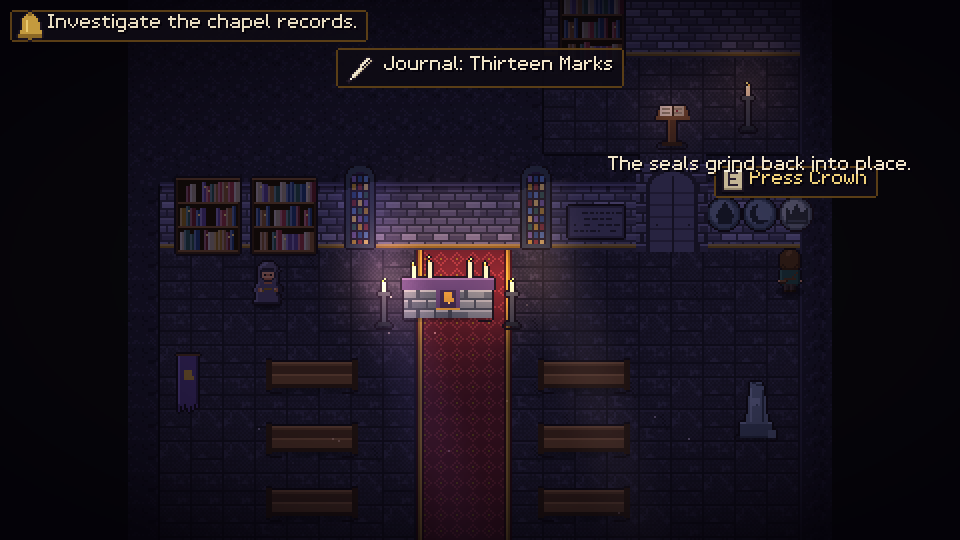 Investigate the chapel records.
Journal: Thirteen Marks
The seals grind back into place.
E Press Crown